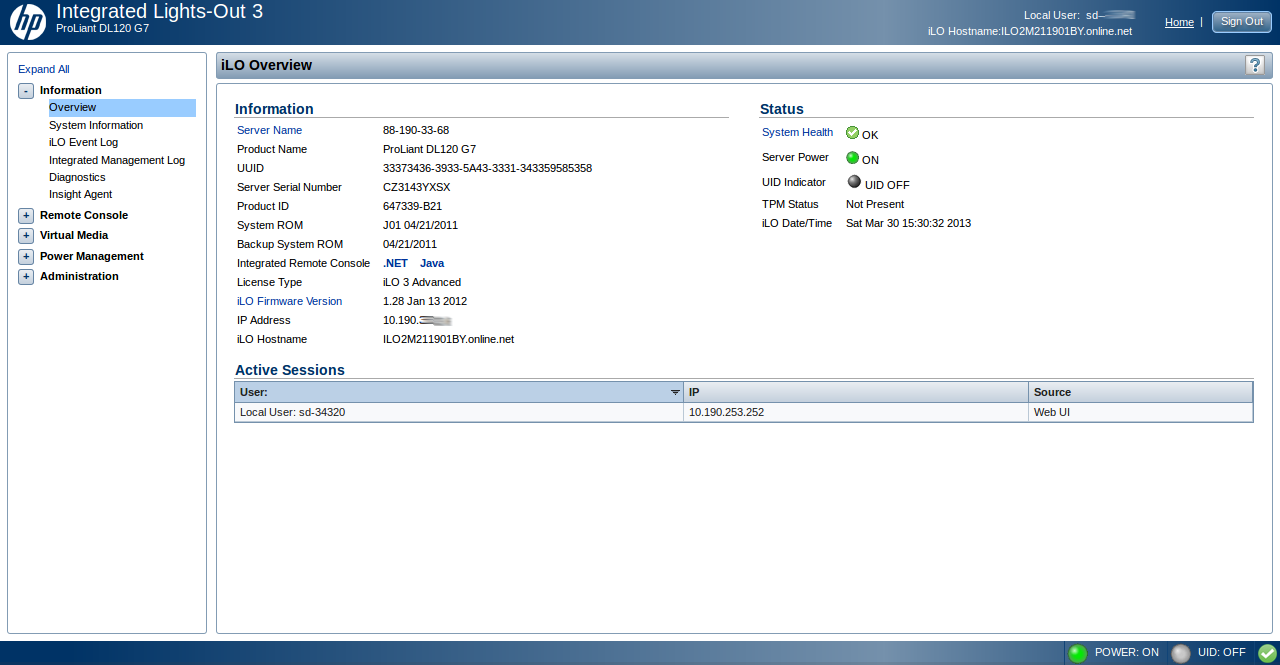 hp
Integrated Lights-Out 3
ProLiant DL120 G7
Local User: sd-
iLO Hostname:ILO2M211901BY.online.net
Home | Sign Out
Expand All
- Information
Overview
System Information
iLO Event Log
Integrated Management Log
Diagnostics
Insight Agent
+ Remote Console
+ Virtual Media
+ Power Management
+ Administration
iLO Overview ?
Information
Server Name 88-190-33-68
Product Name ProLiant DL120 G7
UUID 33373436-3933-5A43-3331-343359585358
Server Serial Number CZ3143YXSX
Product ID 647339-B21
System ROM J01 04/21/2011
Backup System ROM 04/21/2011
Integrated Remote Console .NET Java
License Type iLO 3 Advanced
iLO Firmware Version 1.28 Jan 13 2012
IP Address 10.190.
iLO Hostname ILO2M211901BY.online.net
Status
System Health OK
Server Power ON
UID Indicator UID OFF
TPM Status Not Present
iLO Date/Time Sat Mar 30 15:30:32 2013
Active Sessions
User: IP Source
Local User: sd-34320 10.190.253.252 Web UI
POWER: ON UID: OFF